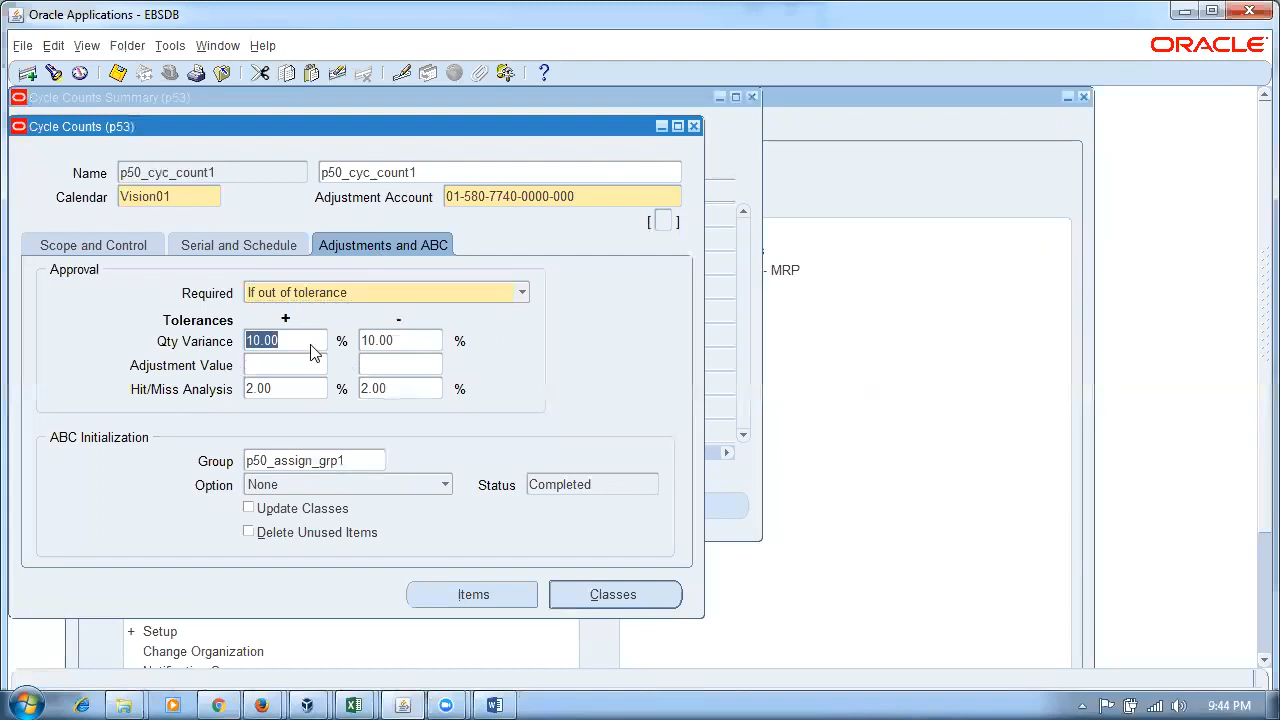 Oracle Applications - EBSDB
File Edit View Folder Tools Window Help
ORACLE
Cycle Counts Summary (p53)
Cycle Counts (p53)
Name p50_cyc_count1 p50_cyc_count1
Calendar Vision01 Adjustment Account 01-580-7740-0000-000
[ ]
Scope and Control Serial and Schedule Adjustments and ABC
Approval
- MRP
Required If out of tolerance
Tolerances + -
Qty Variance 10.00 % 10.00 %
Adjustment Value
Hit/Miss Analysis 2.00 % 2.00 %
ABC Initialization
Group p50_assign_grp1
Option None Status Completed
Update Classes
Delete Unused Items
Items Classes
+ Setup
Change Organization
9:44 PM